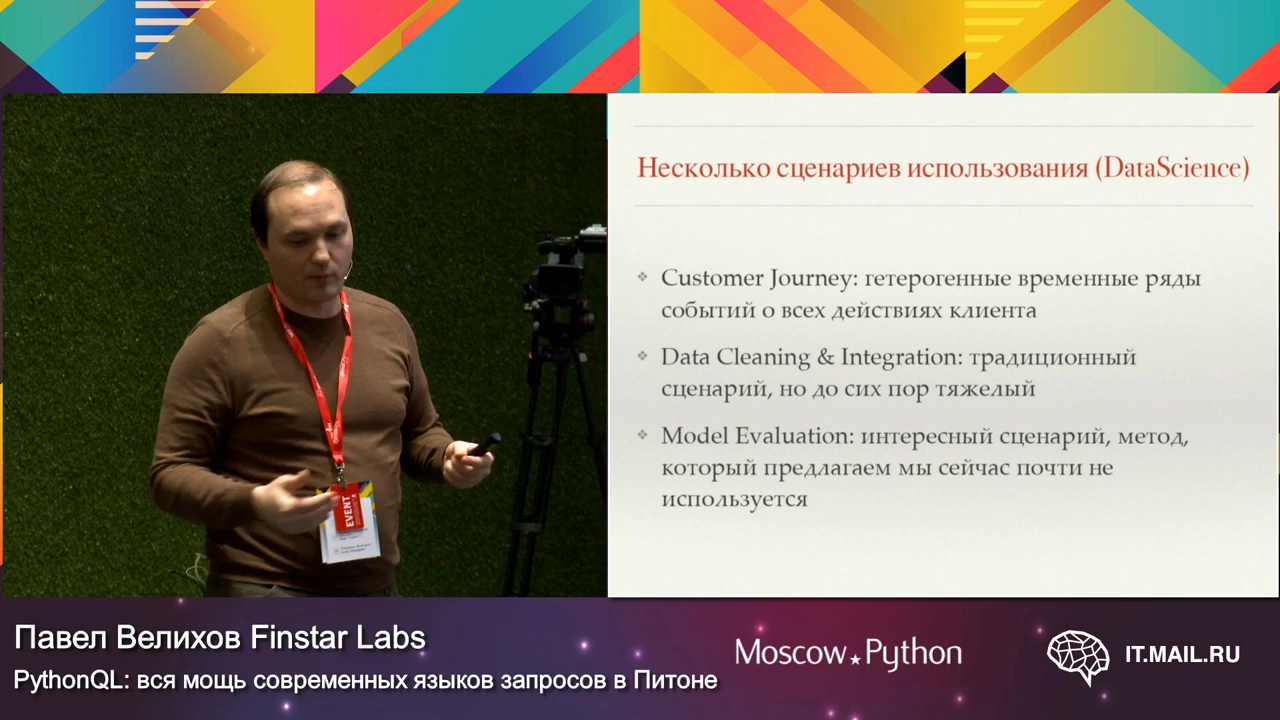 Несколько сценариев использования (DataScience)
Customer Journey: гетерогенные временные ряды
событий о всех действиях клиента
Data Cleaning & Integration: традиционный
сценарий, но до сих пор тяжелый
Model Evaluation: интересный сценарий, метод,
который предлагаем мы сейчас почти не
используется
EVENT
Павел Велихов Finstar Labs
PythonQL: вся мощь современных языков запросов в Питоне
Moscow Python
IT.MAIL.RU